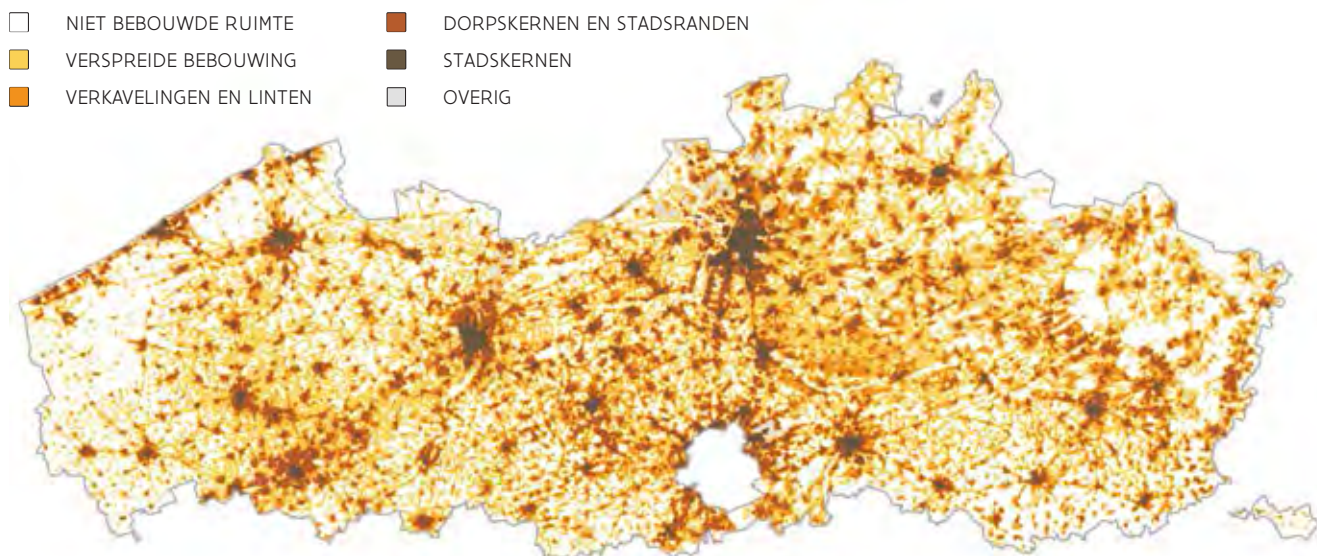 NIET BEBOUWDE RUIMTE
VERSPREIDE BEBOUWING
VERKAVELINGEN EN LINTEN
DORPSKERNEN EN STADSRANDEN
STADSKERNEN
OVERIG